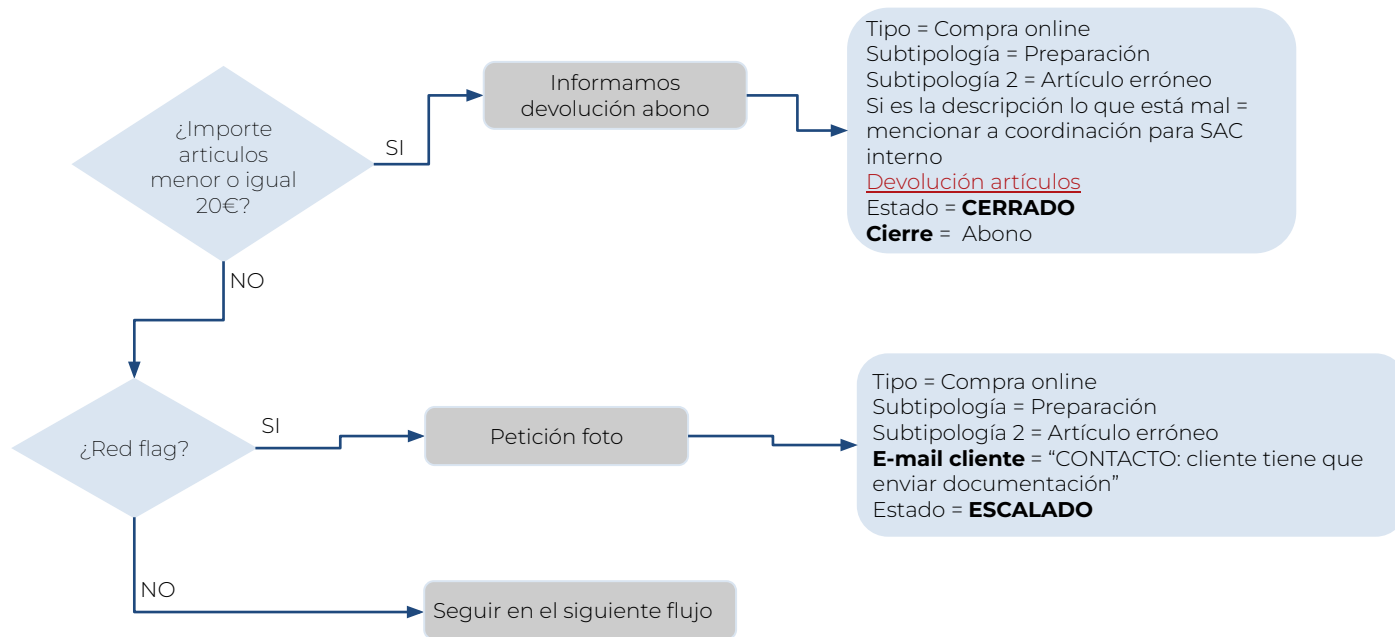 ¿Importe
articulos
menor o igual
20€?
SI
Informamos
devolución abono
Tipo = Compra online
Subtipología = Preparación
Subtipología 2 = Artículo erróneo
Si es la descripción lo que está mal =
mencionar a coordinación para SAC
interno
Devolución artículos
Estado = CERRADO
Cierre = Abono
NO
¿Red flag?
SI
Petición foto
Tipo = Compra online
Subtipología = Preparación
Subtipología 2 = Artículo erróneo
E-mail cliente = “CONTACTO: cliente tiene que
enviar documentación”
Estado = ESCALADO
NO
Seguir en el siguiente flujo